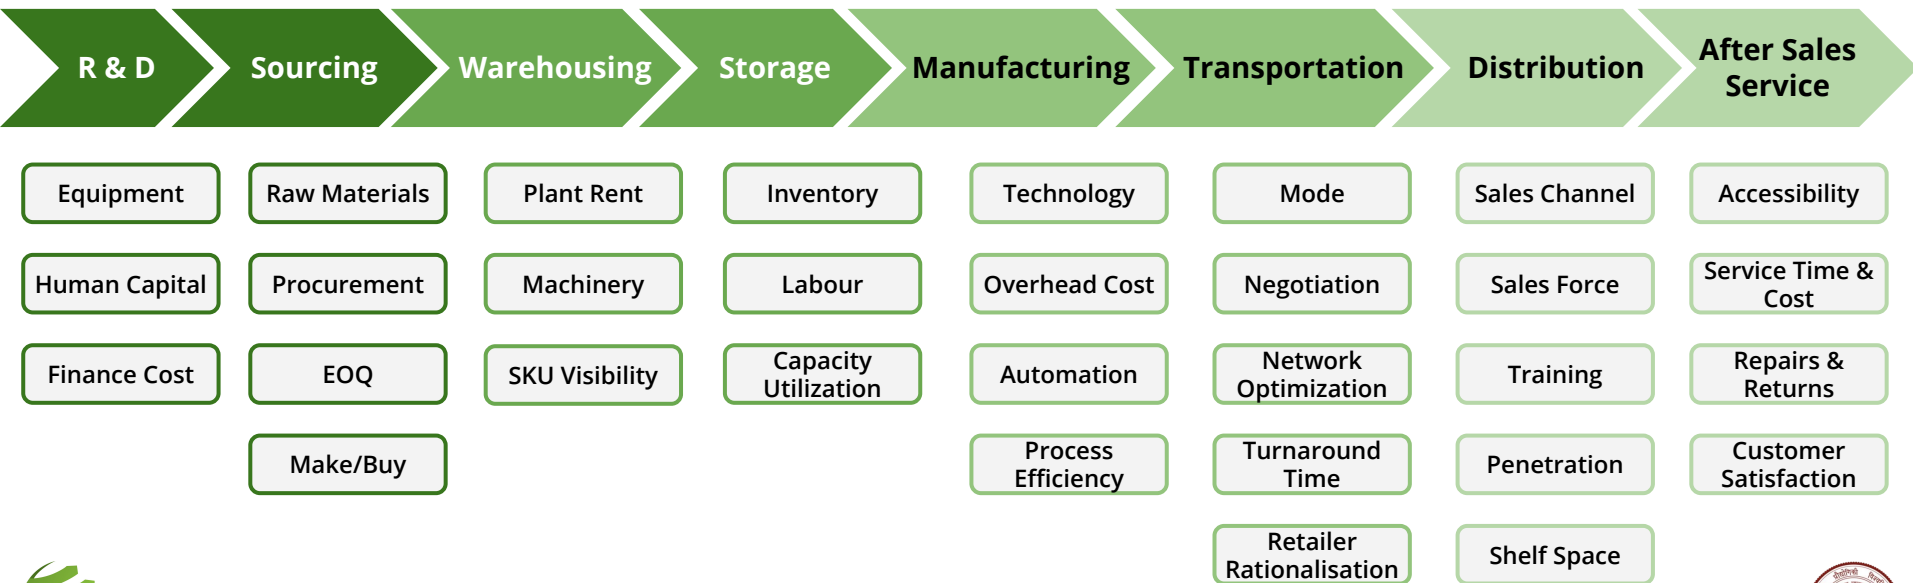 R & D
Sourcing
Warehousing
Storage
Manufacturing
Transportation
Distribution
After Sales
Service
Equipment
Human Capital
Finance Cost
Raw Materials
Procurement
EOQ
Make/Buy
Plant Rent
Machinery
SKU Visibility
Inventory
Labour
Capacity
Utilization
Technology
Overhead Cost
Automation
Process
Efficiency
Mode
Negotiation
Network
Optimization
Turnaround
Time
Retailer
Rationalisation
Sales Channel
Sales Force
Training
Penetration
Shelf Space
Accessibility
Service Time &
Cost
Repairs &
Returns
Customer
Satisfaction